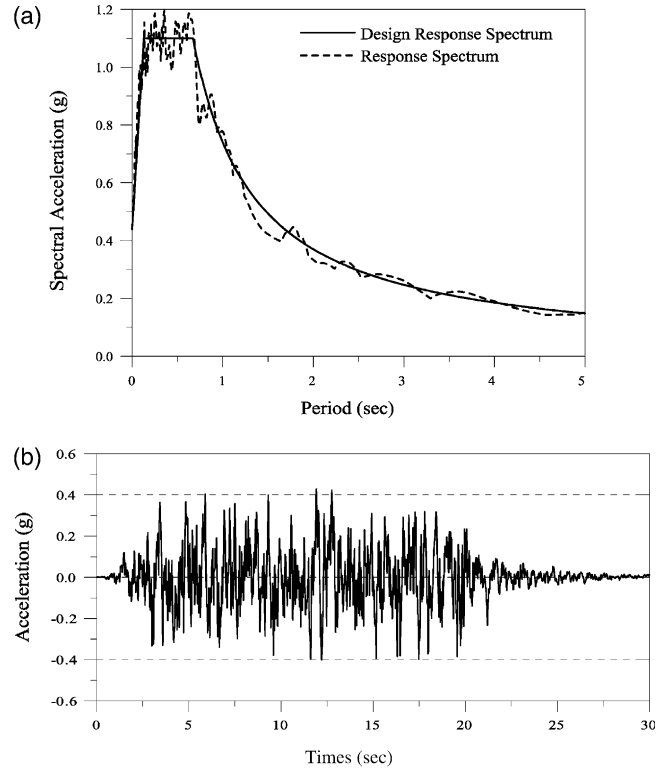 (a)
1.2
1.0
0.8
0.6
0.4
0.2
0.0
Spectral Acceleration (g)
Design Response Spectrum
Response Spectrum
0 1 2 3 4 5
Period (sec)
(b)
0.6
0.4
0.2
0.0
-0.2
-0.4
-0.6
Acceleration (g)
0 5 10 15 20 25 30
Times (sec)